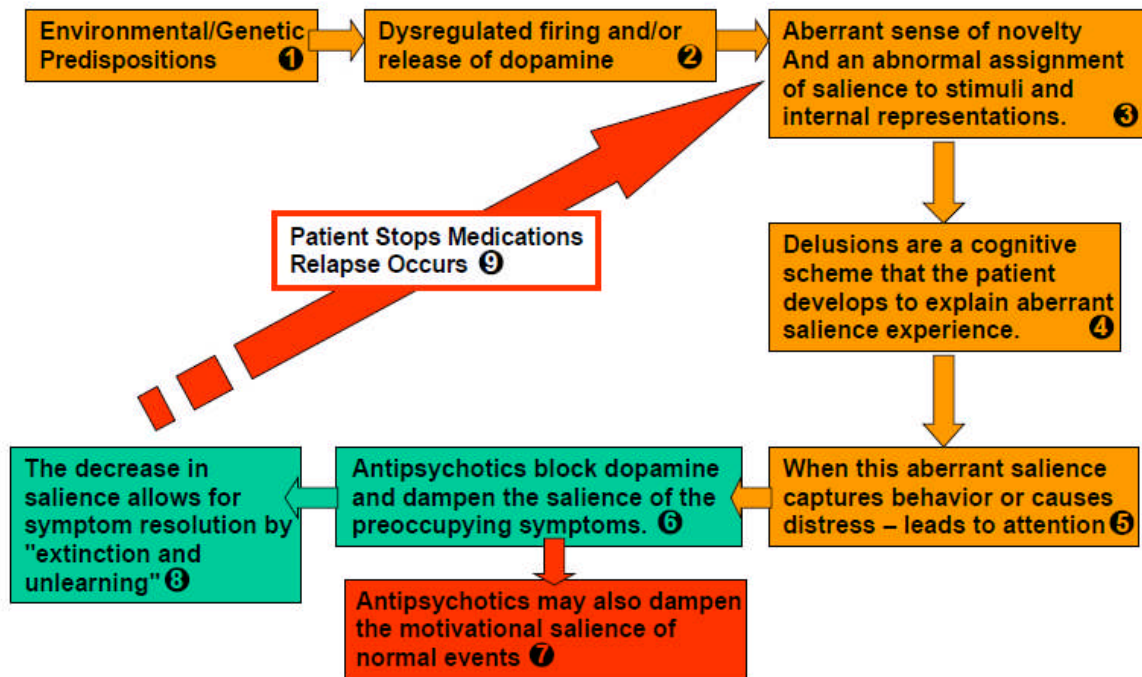 Environmental/Genetic
Predispositions ❶
Dysregulated firing and/or
release of dopamine ❷
Aberrant sense of novelty
And an abnormal assignment
of salience to stimuli and
internal representations. ❸
Delusions are a cognitive
scheme that the patient
develops to explain aberrant
salience experience. ❹
When this aberrant salience
captures behavior or causes
distress – leads to attention ❺
Antipsychotics block dopamine
and dampen the salience of the
preoccupying symptoms. ❻
Antipsychotics may also dampen
the motivational salience of
normal events ❼
The decrease in
salience allows for
symptom resolution by
"extinction and
unlearning" ❽
Patient Stops Medications
Relapse Occurs ❾